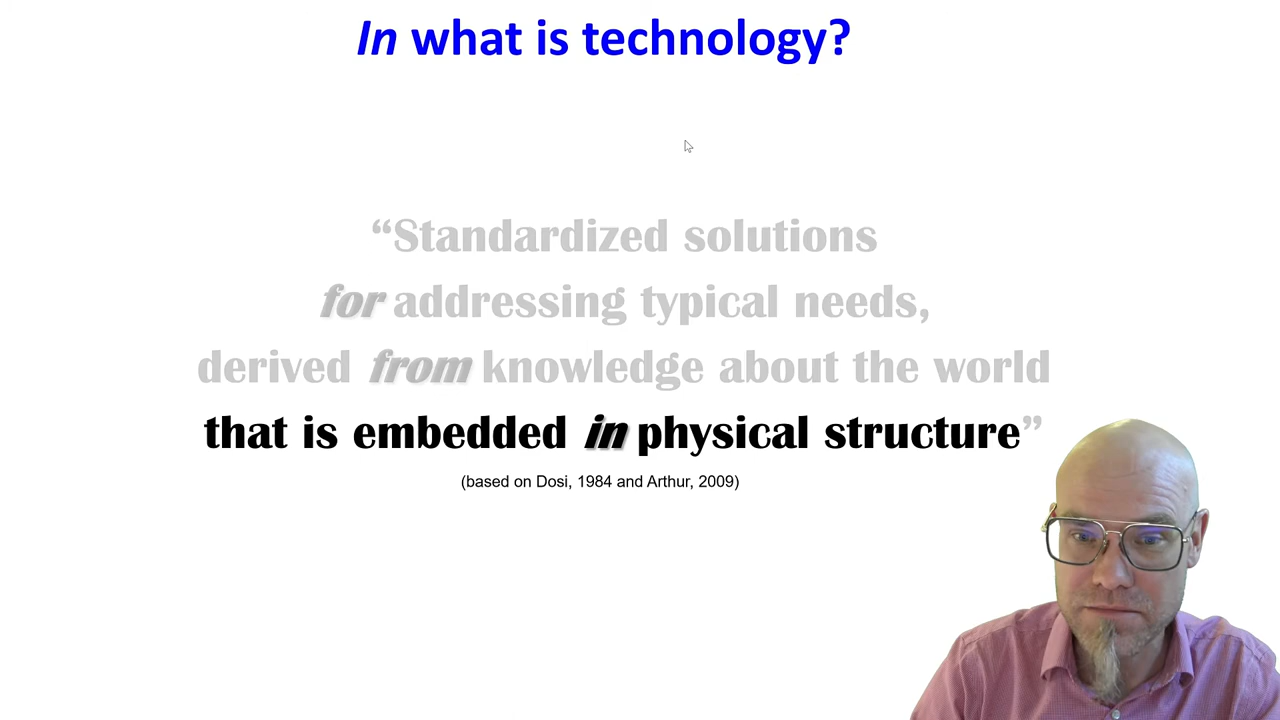 In what is technology?
“Standardized solutions
for addressing typical needs,
derived from knowledge about the world
that is embedded in physical structure”
(based on Dosi, 1984 and Arthur, 2009)